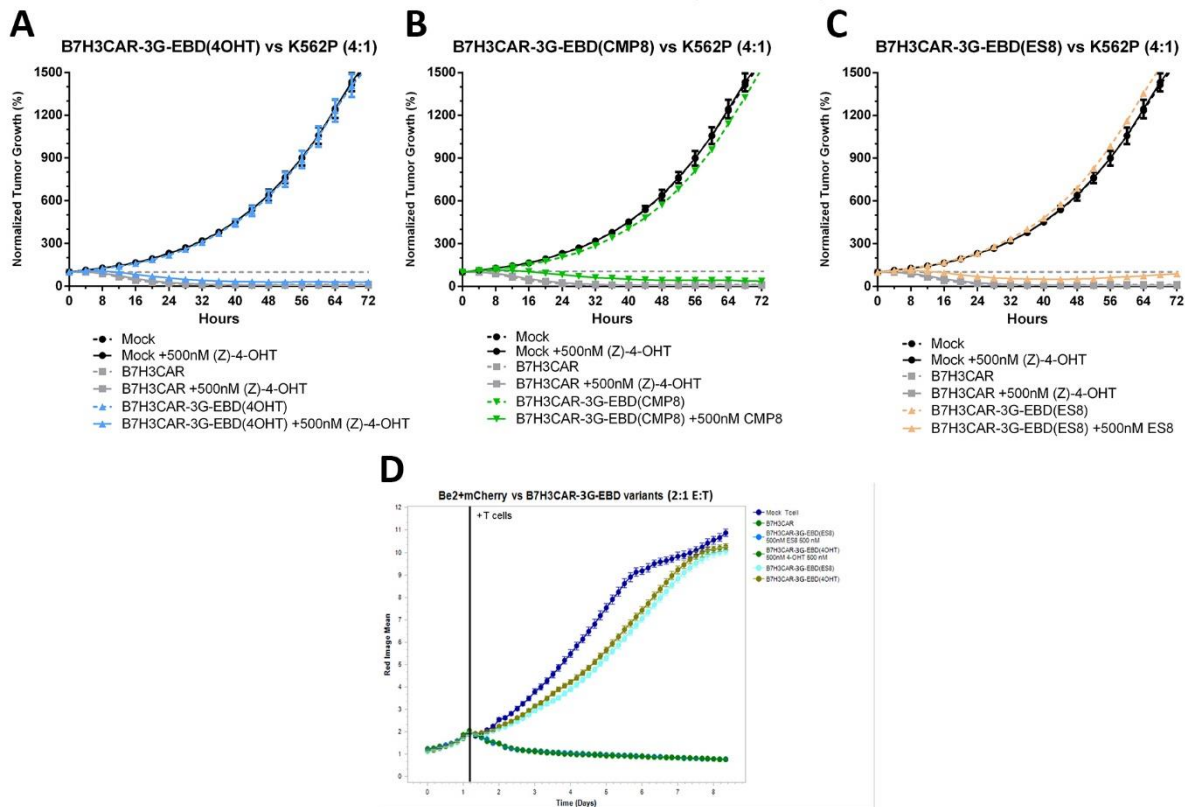 A
B7H3CAR-3G-EBD(4OHT) vs K562P (4:1)
Normalized Tumor Growth (%)
1500
1200
900
600
300
0
0 8 16 24 32 40 48 56 64 72
Hours
Mock
Mock +500nM (Z)-4-OHT
B7H3CAR
B7H3CAR +500nM (Z)-4-OHT
B7H3CAR-3G-EBD(4OHT)
B7H3CAR-3G-EBD(4OHT) +500nM (Z)-4-OHT
B
B7H3CAR-3G-EBD(CMP8) vs K562P (4:1)
Normalized Tumor Growth (%)
1500
1200
900
600
300
0
0 8 16 24 32 40 48 56 64 72
Hours
Mock
Mock +500nM (Z)-4-OHT
B7H3CAR
B7H3CAR +500nM (Z)-4-OHT
B7H3CAR-3G-EBD(CMP8)
B7H3CAR-3G-EBD(CMP8) +500nM CMP8
C
B7H3CAR-3G-EBD(ES8) vs K562P (4:1)
Normalized Tumor Growth (%)
1500
1200
900
600
300
0
0 8 16 24 32 40 48 56 64 72
Hours
Mock
Mock +500nM (Z)-4-OHT
B7H3CAR
B7H3CAR +500nM (Z)-4-OHT
B7H3CAR-3G-EBD(ES8)
B7H3CAR-3G-EBD(ES8) +500nM ES8
D
Be2+mCherry vs B7H3CAR-3G-EBD variants (2:1 E:T)
+T cells
Red Image Mean
12
11
10
9
8
7
6
5
4
3
2
1
0
0 1 2 3 4 5 6 7 8
Time (Days)
Mock Tcell
B7H3CAR
B7H3CAR-3G-EBD(ES8)
500nM ES8 500 nM
B7H3CAR-3G-EBD(4OHT)
500nM 4-OHT 500 nM
B7H3CAR-3G-EBD(ES8)
B7H3CAR-3G-EBD(4OHT)